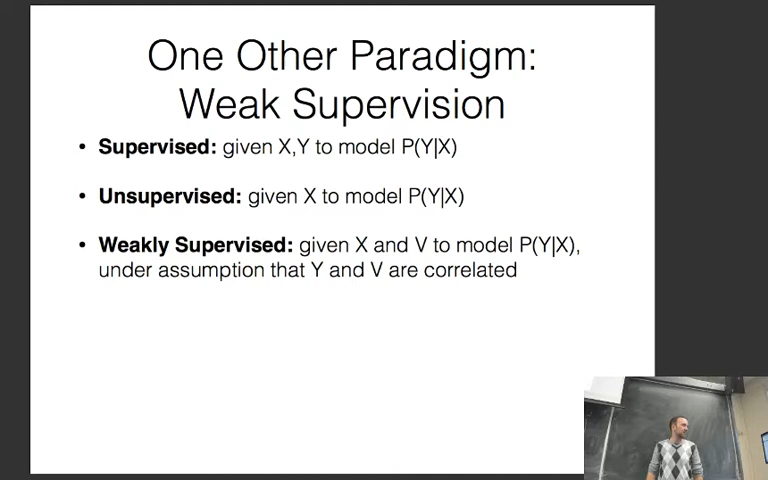 One Other Paradigm:
Weak Supervision
• Supervised: given X,Y to model P(Y|X)
• Unsupervised: given X to model P(Y|X)
• Weakly Supervised: given X and V to model P(Y|X),
under assumption that Y and V are correlated